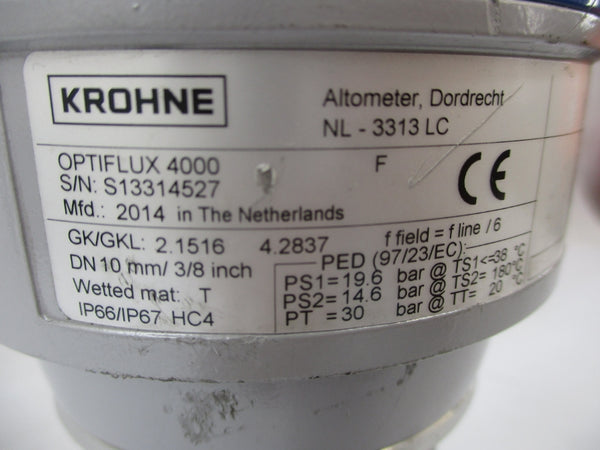 KROHNE
Altometer, Dordrecht
NL - 3313 LC
OPTIFLUX 4000 F
S/N: S13314527
CE
Mfd.: 2014 in The Netherlands
GK/GKL: 2.1516 4.2837 f field = f line / 6
DN 10 mm/ 3/8 inch
Wetted mat: T
IP66/IP67 HC4
PED (97/23/EC):
PS1= 19.6 bar @ TS1<=38 °C
PS2= 14.6 bar @ TS2= 180°C
PT = 30 bar @ TT= 20 °C